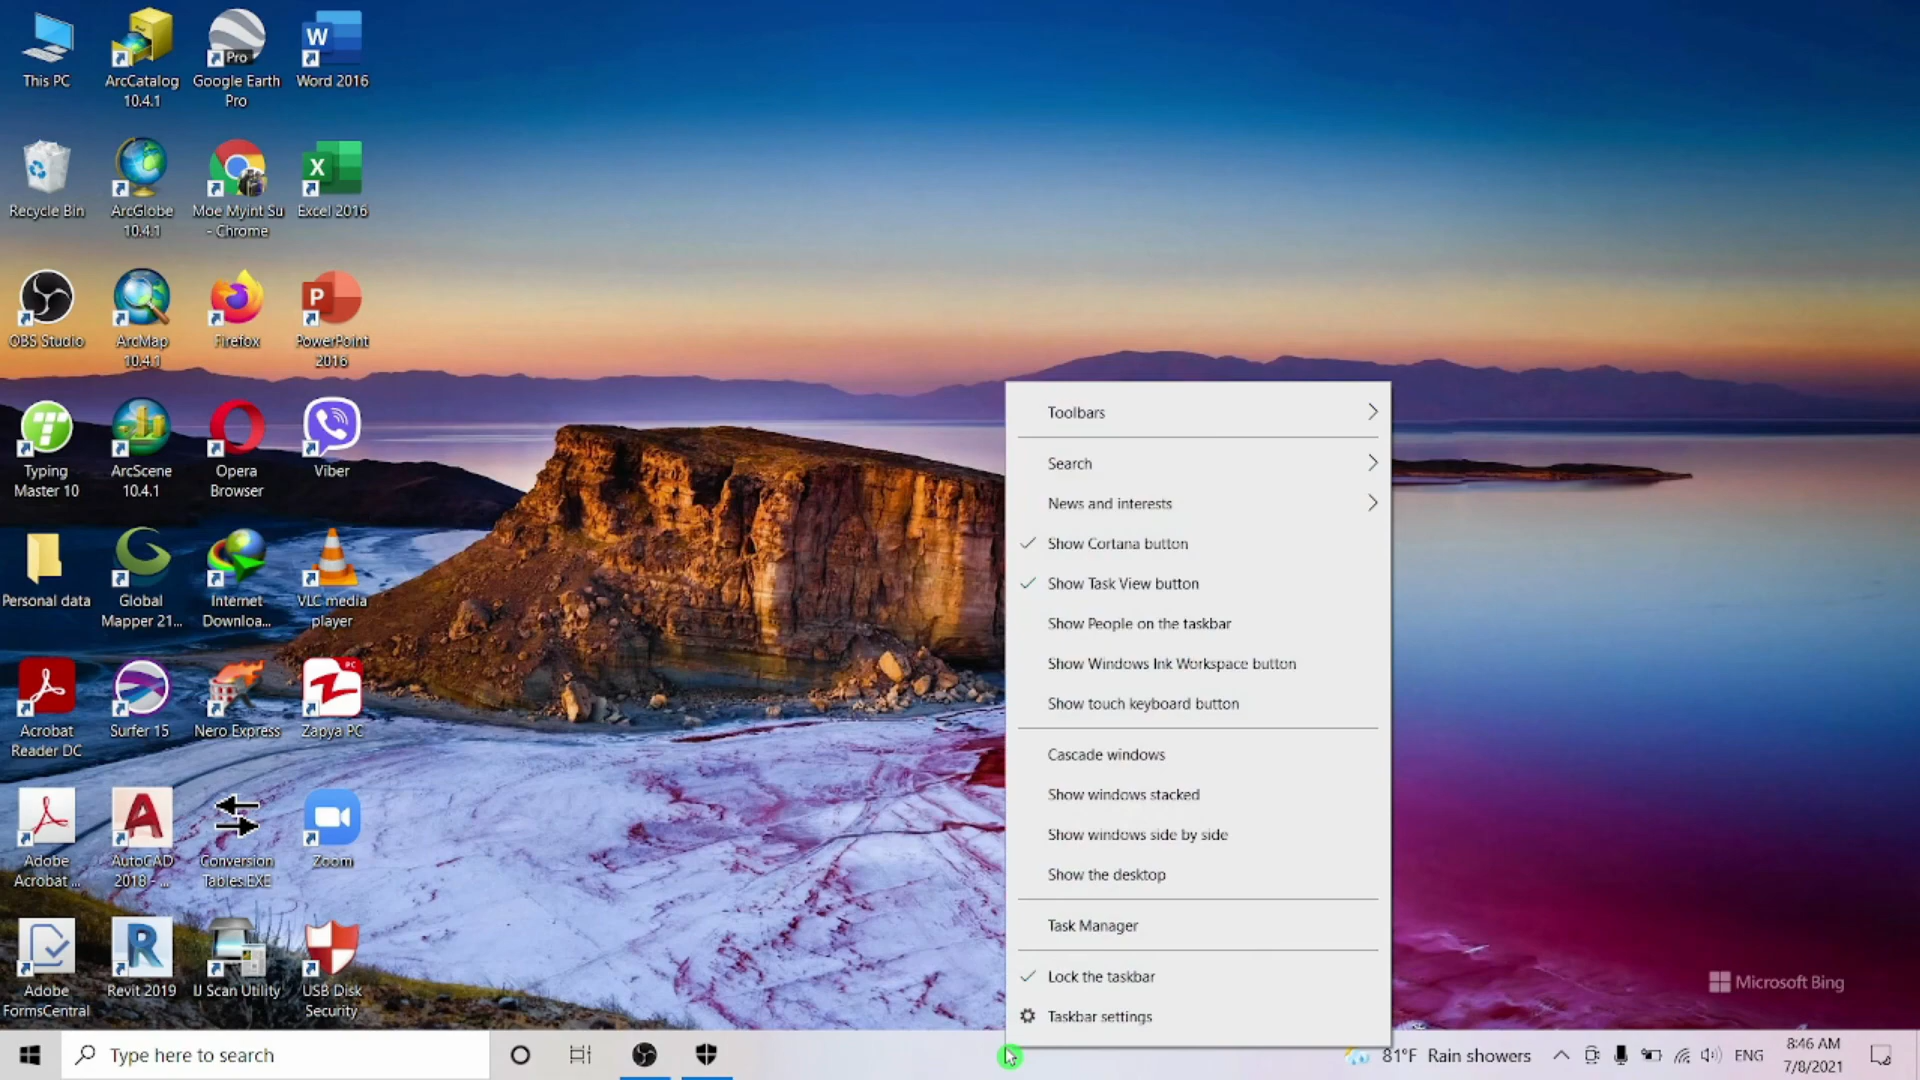 This PC
ArcCatalog
10.4.1
Google Earth
Pro
Pro
Word 2016
W
Recycle Bin
ArcGlobe
10.4.1
Moe Myint Su
- Chrome
Excel 2016
X
OBS Studio
ArcMap
10.4.1
Firefox
PowerPoint
2016
P
Typing
Master 10
ArcScene
10.4.1
Opera
Browser
Viber
Personal data
Global
Mapper 21...
Internet
Downloa...
VLC media
player
Acrobat
Reader DC
Surfer 15
Nero Express
Zapya PC
PC
Adobe
Acrobat ...
AutoCAD
2018 - ...
Conversion
Tables.EXE
Zoom
Adobe
FormsCentral
Revit 2019
IJ Scan Utility
USB Disk
Security
Toolbars
Search
News and interests
Show Cortana button
Show Task View button
Show People on the taskbar
Show Windows Ink Workspace button
Show touch keyboard button
Cascade windows
Show windows stacked
Show windows side by side
Show the desktop
Task Manager
Lock the taskbar
Taskbar settings
Microsoft Bing
Type here to search
81°F Rain showers
ENG
8:46 AM
7/8/2021